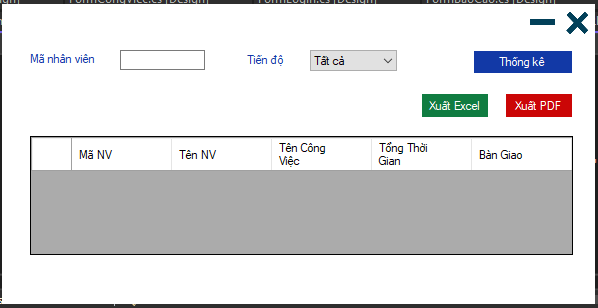 FormCongViec.cs [Design]
FormLogin.cs [Design]
FormBaoCao.cs [Design]
Mã nhân viên
Tiến độ
Tất cả
Thống kê
Xuất Excel
Xuất PDF
Mã NV
Tên NV
Tên Công
Việc
Tổng Thời
Gian
Bàn Giao